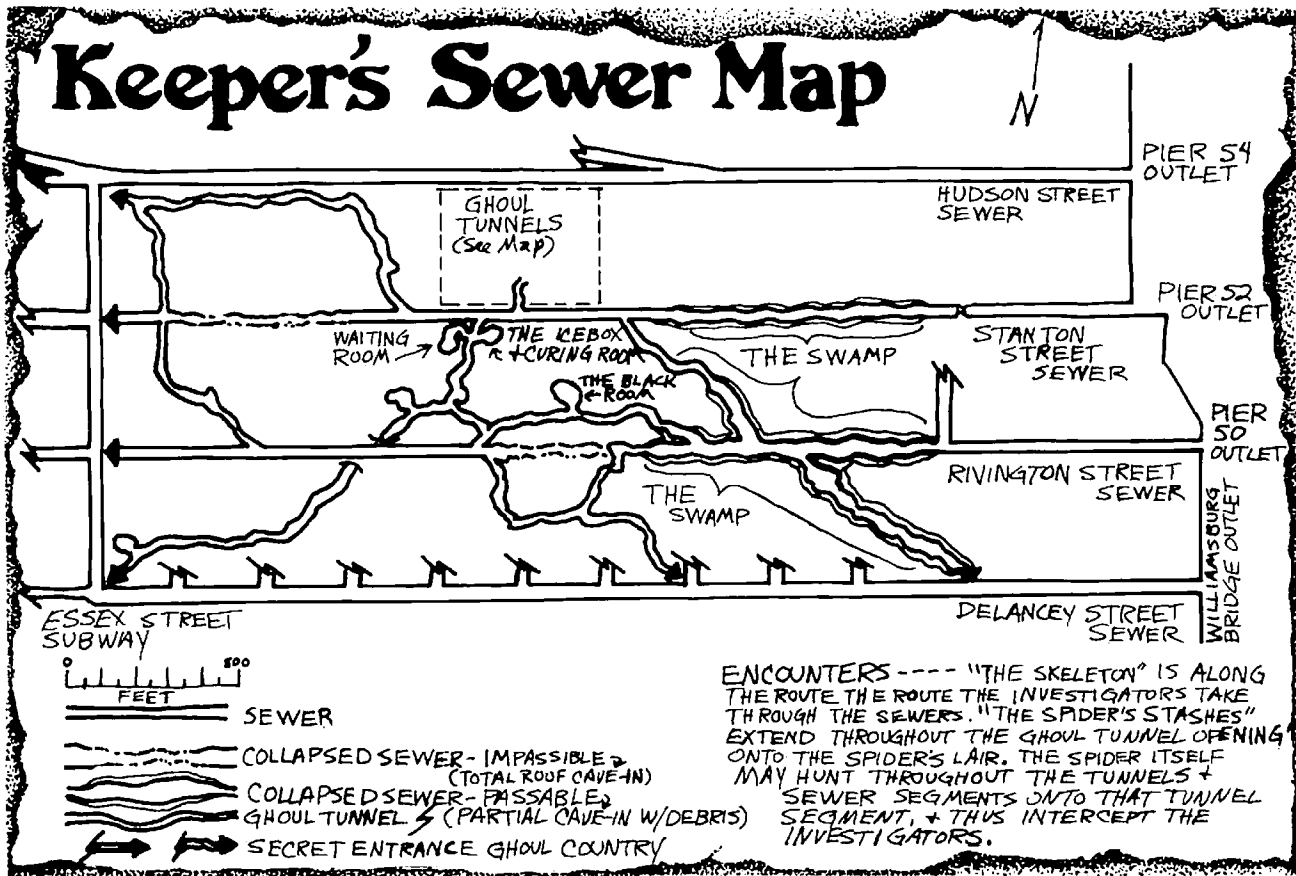 Keeper's Sewer Map
N
PIER 54
OUTLET
HUDSON STREET
SEWER
GHOUL
TUNNELS
(See Map)
PIER 52
OUTLET
STANTON
STREET
SEWER
WAITING
ROOM
THE ICEBOX
+ CURING ROOM
THE SWAMP
THE BLACK
ROOM
PIER
50
OUTLET
RIVINGTON STREET
SEWER
THE
SWAMP
WILLIAMSBURG
BRIDGE OUTLET
ESSEX STREET
SUBWAY
DELANCEY STREET
SEWER
0 800
FEET
SEWER
COLLAPSED SEWER - IMPASSIBLE
(TOTAL ROOF CAVE-IN)
COLLAPSED SEWER - PASSABLE
GHOUL TUNNEL (PARTIAL CAVE-IN W/DEBRIS)
SECRET ENTRANCE GHOUL COUNTRY
ENCOUNTERS ---- "THE SKELETON" IS ALONG
THE ROUTE THE ROUTE THE INVESTIGATORS TAKE
THROUGH THE SEWERS. "THE SPIDER'S STASHES"
EXTEND THROUGHOUT THE GHOUL TUNNEL OPENING
ONTO THE SPIDER'S LAIR. THE SPIDER ITSELF
MAY HUNT THROUGHOUT THE TUNNELS +
SEWER SEGMENTS ONTO THAT TUNNEL
SEGMENT, + THUS INTERCEPT THE
INVESTIGATORS.